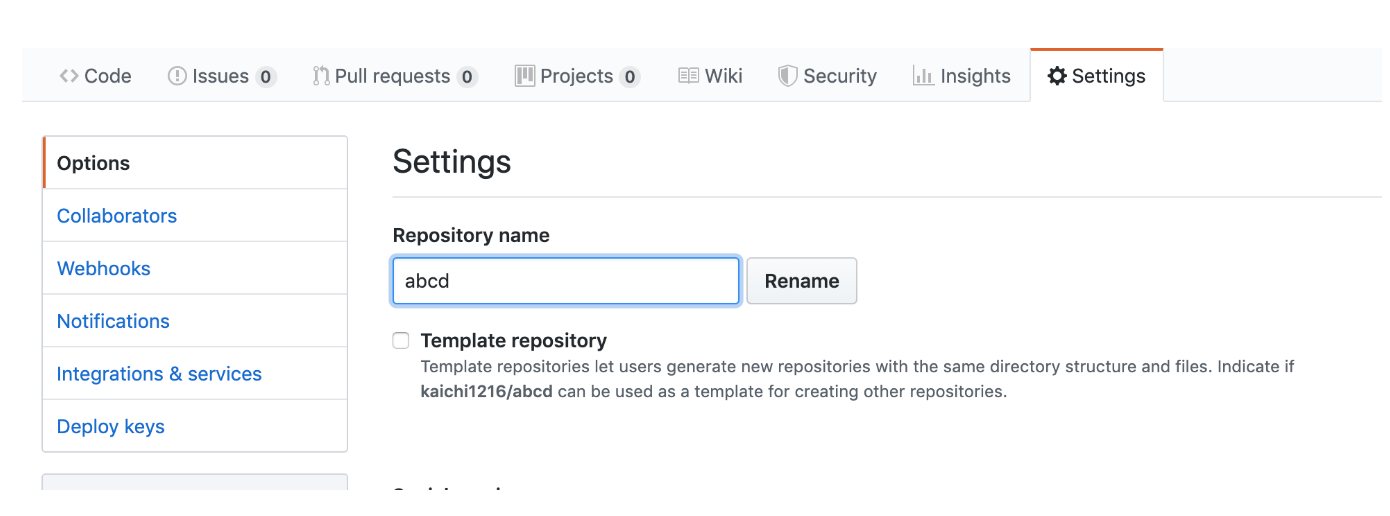 Code Issues 0 Pull requests 0 Projects 0 Wiki Security Insights Settings
Options
Collaborators
Webhooks
Notifications
Integrations & services
Deploy keys
Settings
Repository name
abcd Rename
Template repository
Template repositories let users generate new repositories with the same directory structure and files. Indicate if
kaichi1216/abcd can be used as a template for creating other repositories.